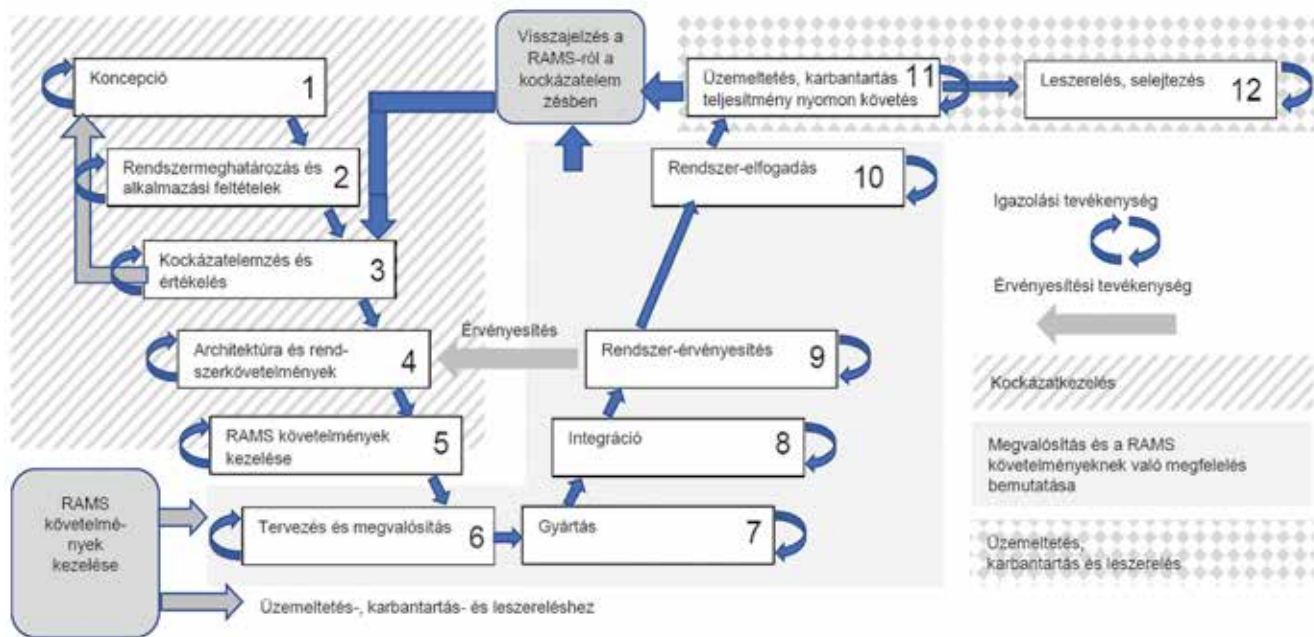 Koncepció
1
Rendszermeghatározás és
alkalmazási feltételek
2
Kockázatelemzés és
értékelés
3
Architektúra és rend-
szerkövetelmények
4
RAMS követelmények
kezelése
5
Tervezés és megvalósítás
6
Gyártás
7
Integráció
8
Rendszer-érvényesítés
9
Érvényesítés
Rendszer-elfogadás
10
Üzemeltetés, karbantartás
teljesítmény nyomon követés
11
Leszerelés, selejtezés
12
Visszajelzés a
RAMS-ról a
kockázatelem
zésben
RAMS
követelmé-
nyek
kezelése
Üzemeltetés-, karbantartás- és leszereléshez
Igazolási tevékenység
Érvényesítési tevékenység
Kockázatkezelés
Megvalósítás és a RAMS
követelményeknek való megfelelés
bemutatása
Üzemeltetés,
karbantartás és leszerelés